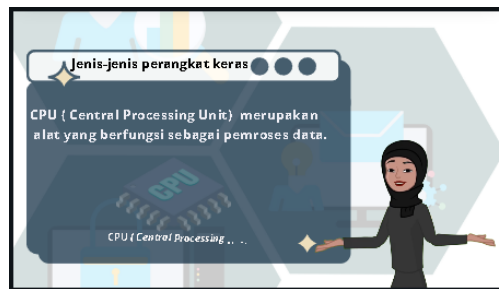 Jenis-jenis perangkat keras
CPU ( Central Processing Unit) merupakan
alat yang berfungsi sebagai pemroses data.
CPU
CPU ( Central Processing